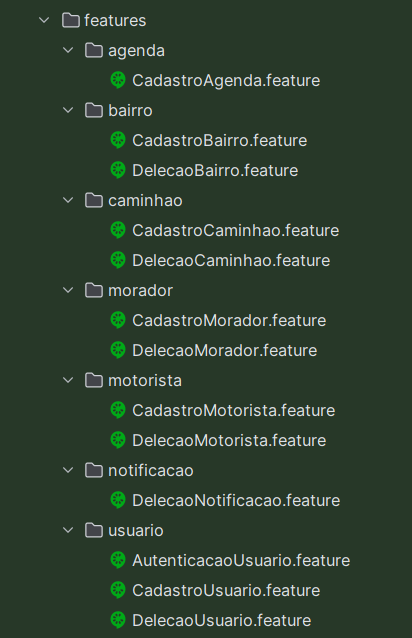 features
agenda
CadastroAgenda.feature
bairro
CadastroBairro.feature
DelecaoBairro.feature
caminhao
CadastroCaminhao.feature
DelecaoCaminhao.feature
morador
CadastroMorador.feature
DelecaoMorador.feature
motorista
CadastroMotorista.feature
DelecaoMotorista.feature
notificacao
DelecaoNotificacao.feature
usuario
AutenticacaoUsuario.feature
CadastroUsuario.feature
DelecaoUsuario.feature